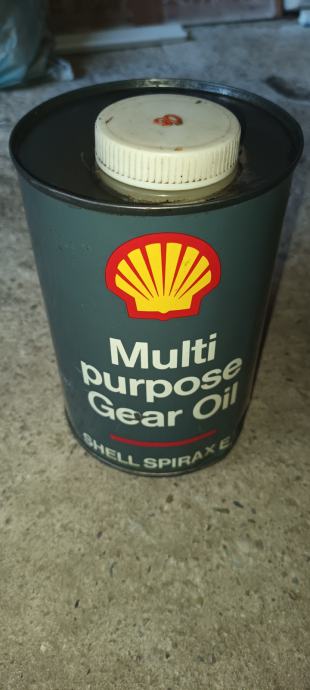 Multi
purpose
Gear Oil
SHELL SPIRAX E